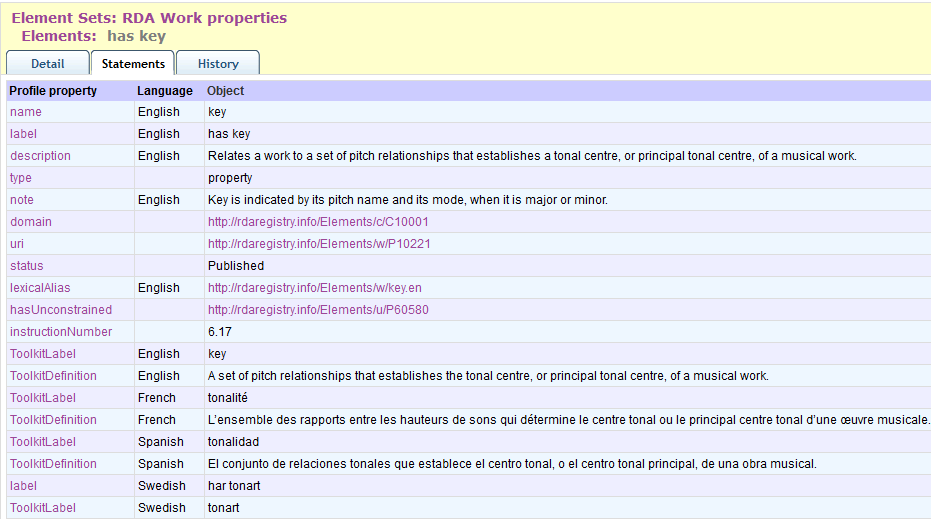 Element Sets: RDA Work properties
Elements: has key
Detail Statements History
Profile property Language Object
name English key
label English has key
description English Relates a work to a set of pitch relationships that establishes a tonal centre, or principal tonal centre, of a musical work.
type property
note English Key is indicated by its pitch name and its mode, when it is major or minor.
domain http://rdaregistry.info/Elements/c/C10001
uri http://rdaregistry.info/Elements/w/P10221
status Published
lexicalAlias English http://rdaregistry.info/Elements/w/key.en
hasUnconstrained http://rdaregistry.info/Elements/u/P60580
instructionNumber 6.17
ToolkitLabel English key
ToolkitDefinition English A set of pitch relationships that establishes the tonal centre, or principal tonal centre, of a musical work.
ToolkitLabel French tonalité
ToolkitDefinition French L'ensemble des rapports entre les hauteurs de sons qui détermine le centre tonal ou le principal centre tonal d'une œuvre musicale.
ToolkitLabel Spanish tonalidad
ToolkitDefinition Spanish El conjunto de relaciones tonales que establece el centro tonal, o el centro tonal principal, de una obra musical.
label Swedish har tonart
ToolkitLabel Swedish tonart